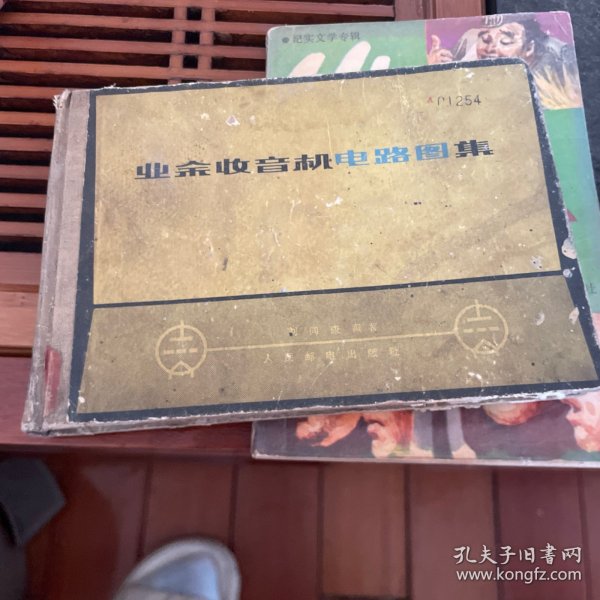 ●纪实文学专辑
P1254
业余收音机电路图集
人民邮电出版社
社
孔夫子旧书网
www.kongfz.com